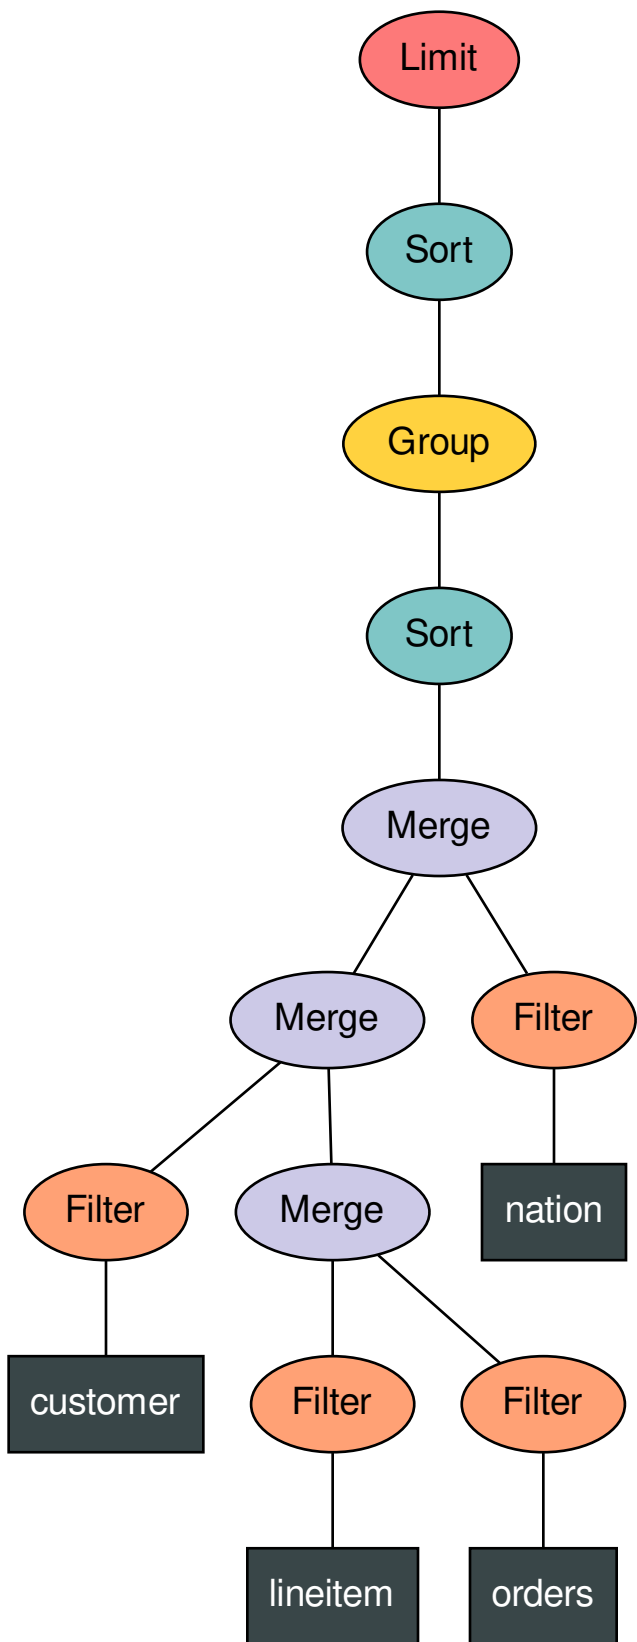 Limit
Sort
Group
Sort
Merge
Merge
Filter
Filter
Merge
nation
customer
Filter
Filter
lineitem
orders